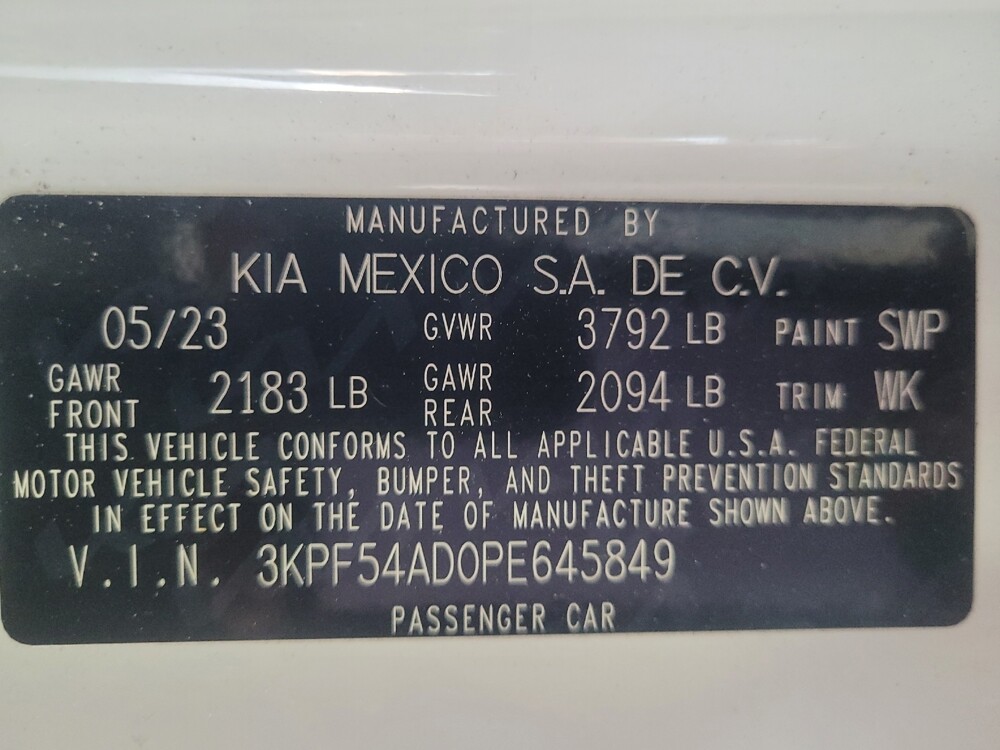 MANUFACTURED BY
KIA MEXICO S.A. DE C.V.
05/23 GVWR 3792 LB PAINT SWP
GAWR FRONT 2183 LB GAWR REAR 2094 LB TRIM WK
THIS VEHICLE CONFORMS TO ALL APPLICABLE U.S.A. FEDERAL
MOTOR VEHICLE SAFETY, BUMPER, AND THEFT PREVENTION STANDARDS
IN EFFECT ON THE DATE OF MANUFACTURE SHOWN ABOVE.
V.I.N. 3KPF54AD0PE645849
PASSENGER CAR